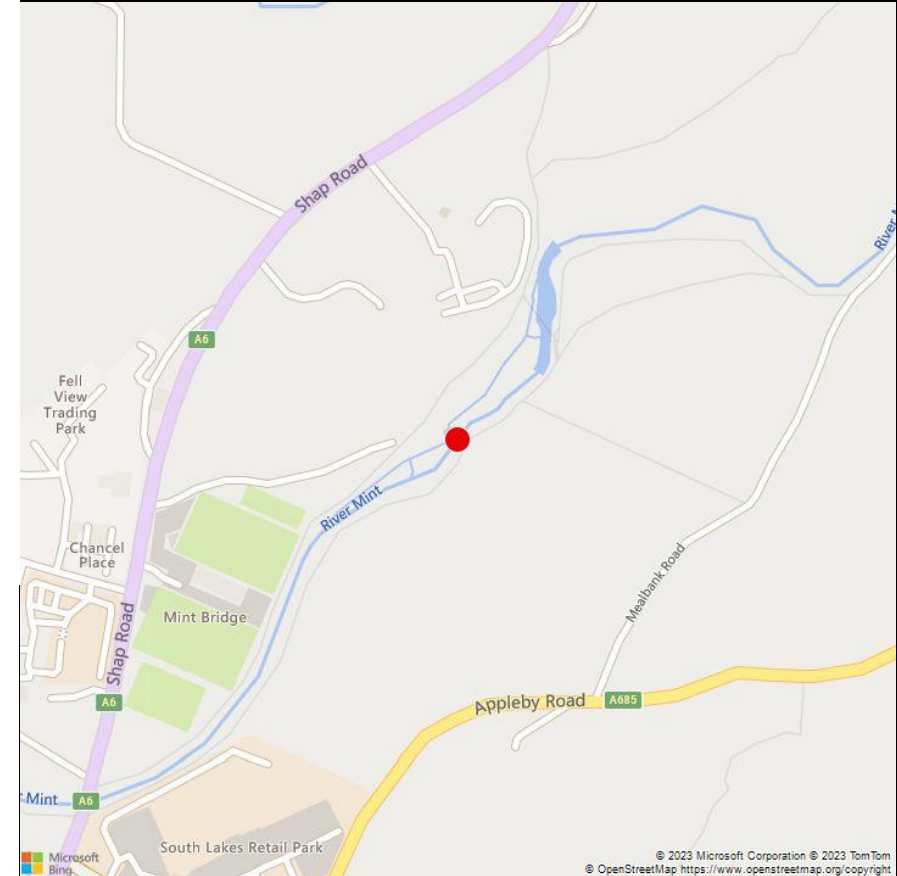 Shap Road
River
A6
Fell
View
Trading
Park
River Mint
Chancel
Place
Mealbank Road
Mint Bridge
Shap Road
A6
Appleby Road
A685
Mint
A6
South Lakes Retail Park
Microsoft
Bing
© 2023 Microsoft Corporation © 2023 TomTom
© OpenStreetMap https://www.openstreetmap.org/copyright